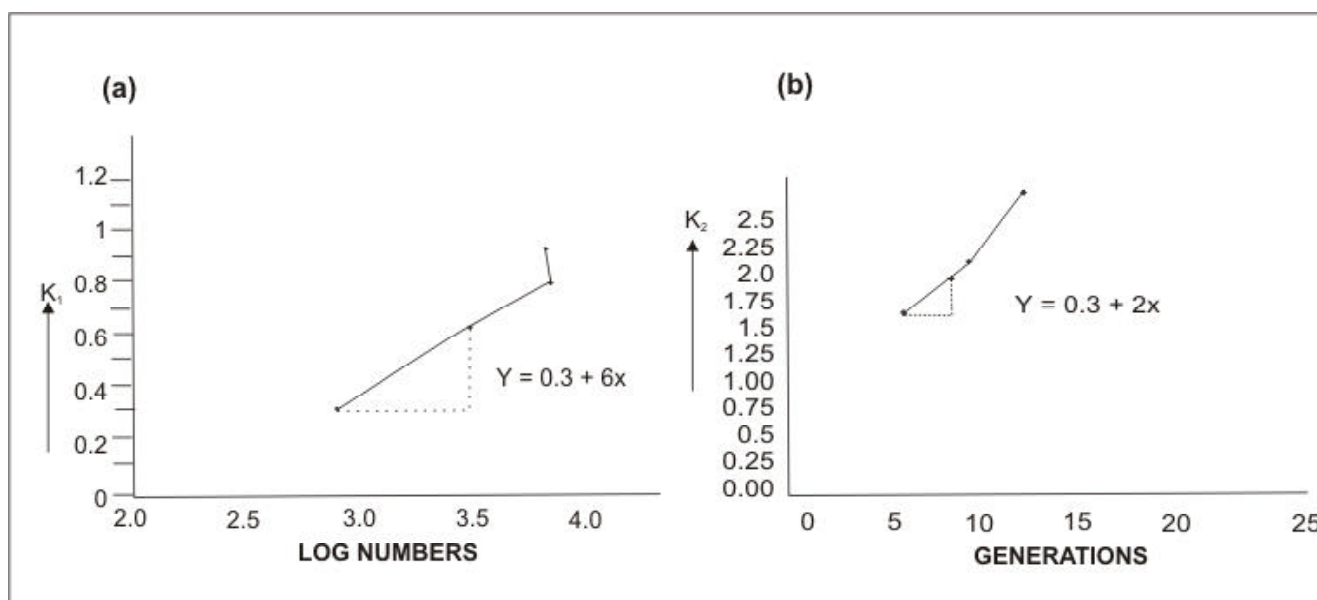 (a)
K₁
1.2
1
0.8
0.6
0.4
0.2
0
2.0 2.5 3.0 3.5 4.0
LOG NUMBERS
Y = 0.3 + 6x
(b)
K₂
2.5
2.25
2.0
1.75
1.5
1.25
1.00
0.75
0.5
0.25
0.00
0 5 10 15 20 25
GENERATIONS
Y = 0.3 + 2x